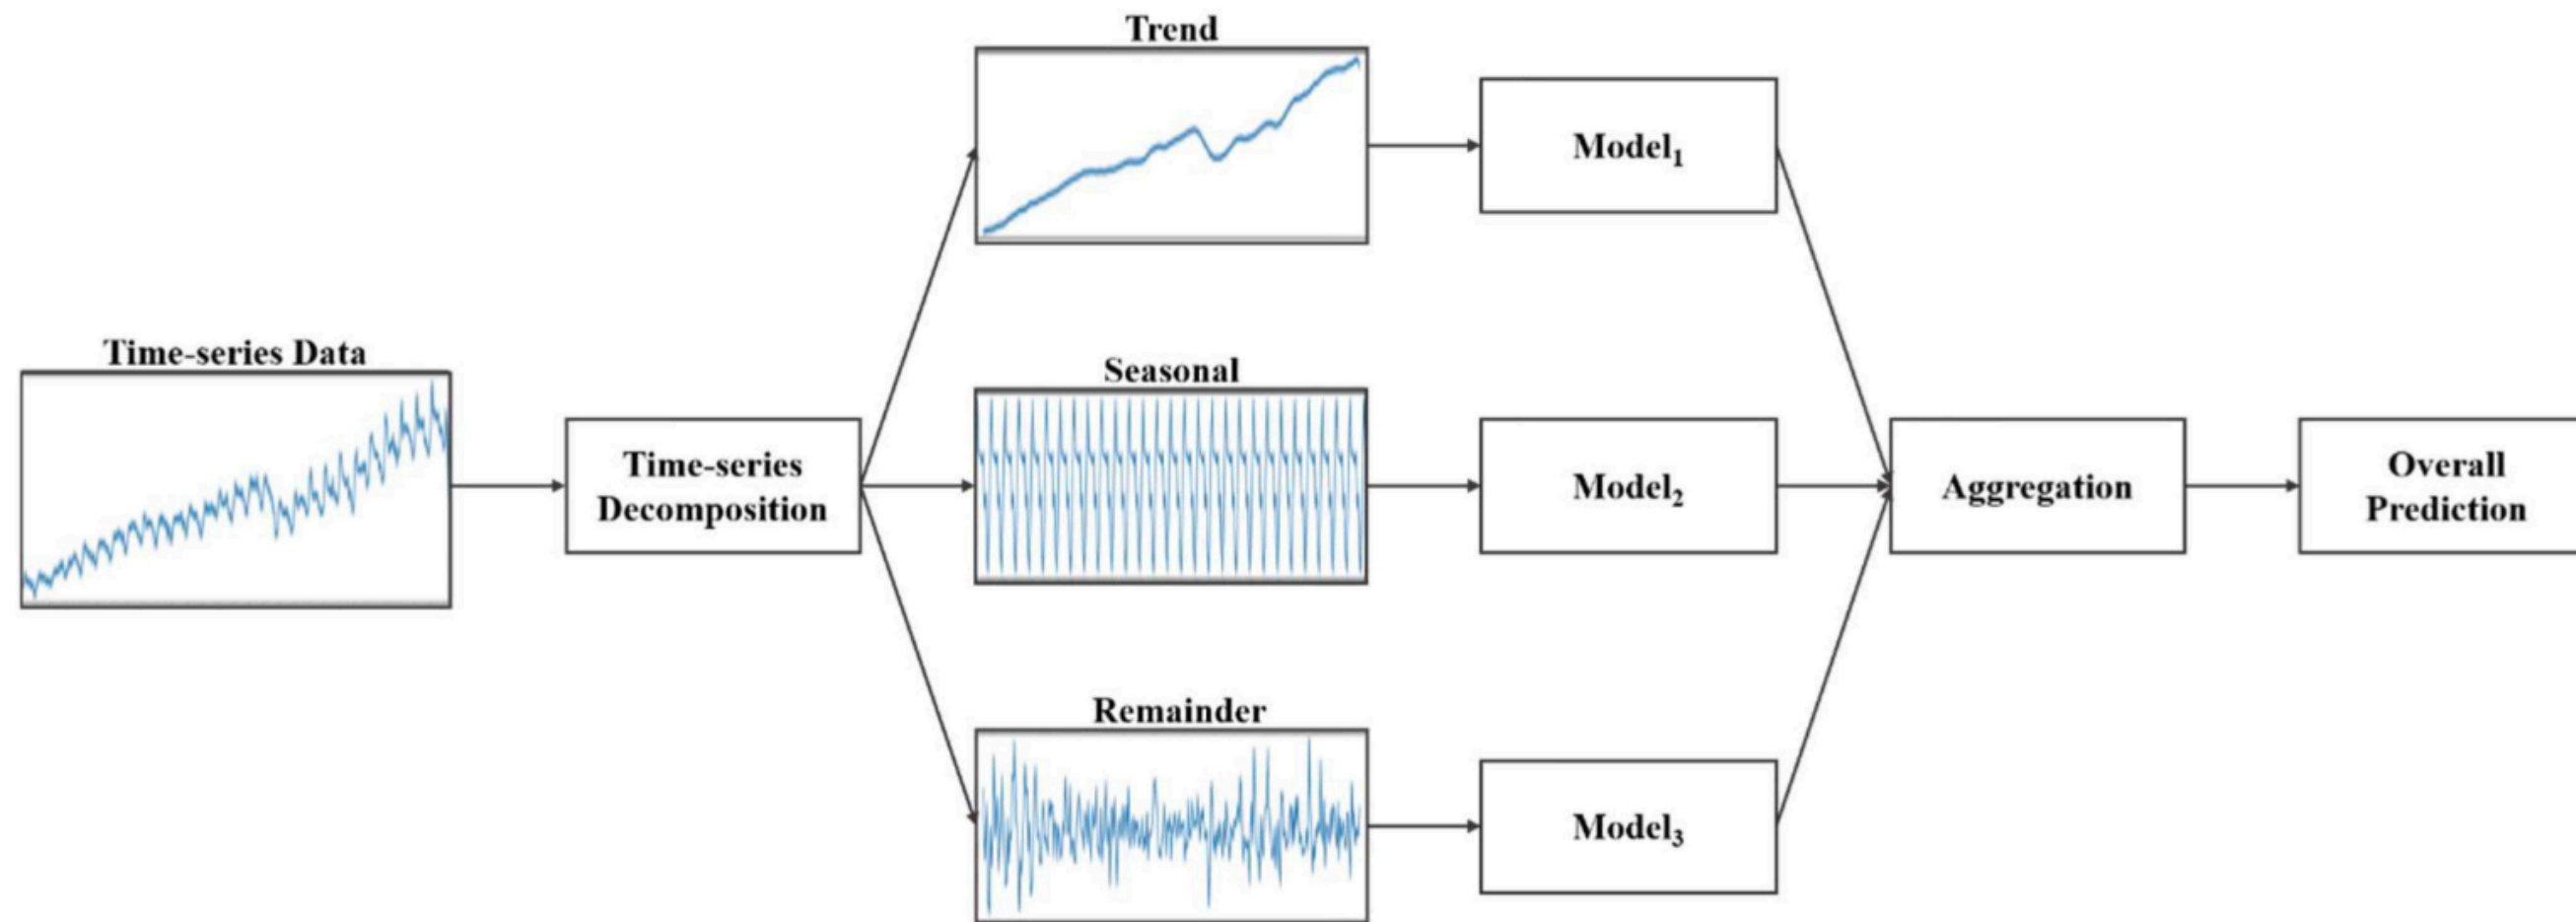 Trend
Model₁
Time-series Data
Seasonal
Time-series
Decomposition
Model₂
Aggregation
Overall
Prediction
Remainder
Model₃